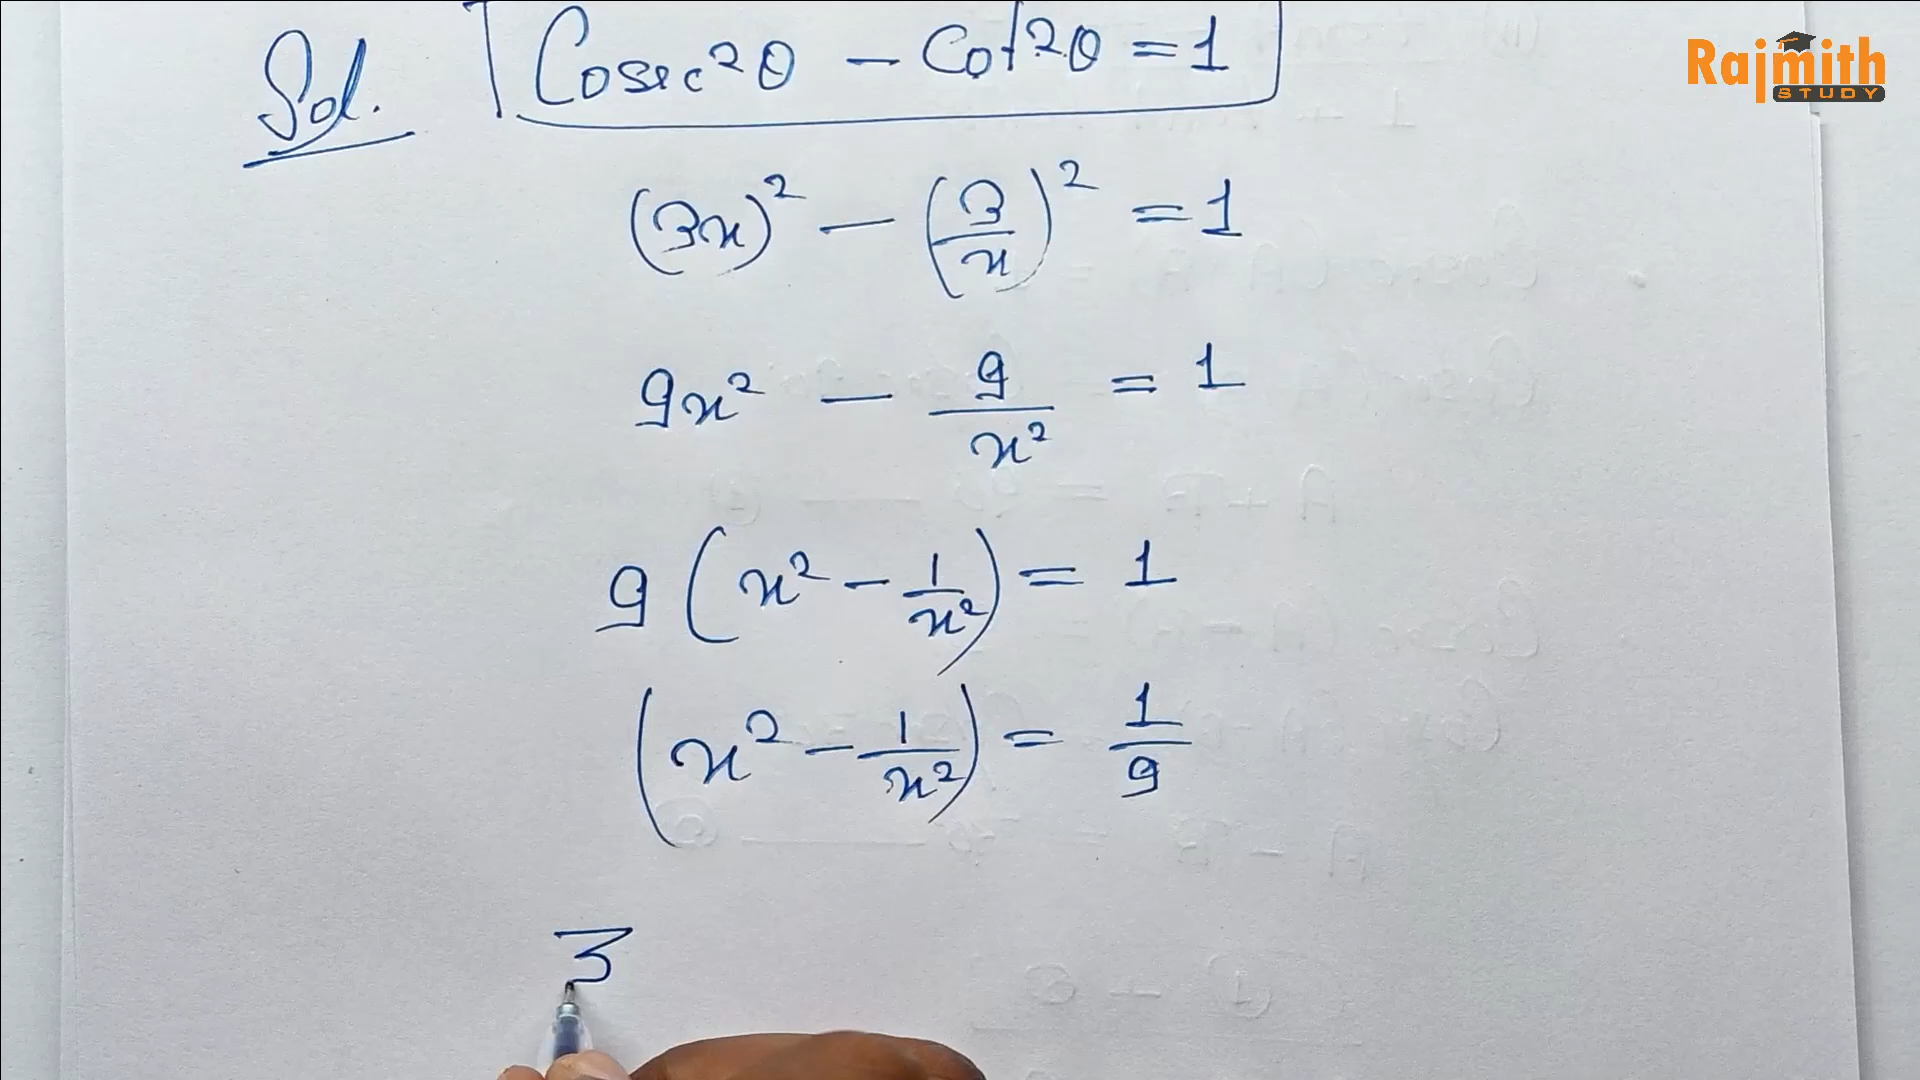 Rajmith
STUDY
Sol. Cosec²θ – Cot²θ = 1
(3x)² – (3/x)² = 1
9x² – 9/x² = 1
9(x² – 1/x²) = 1
(x² – 1/x²) = 1/9
3